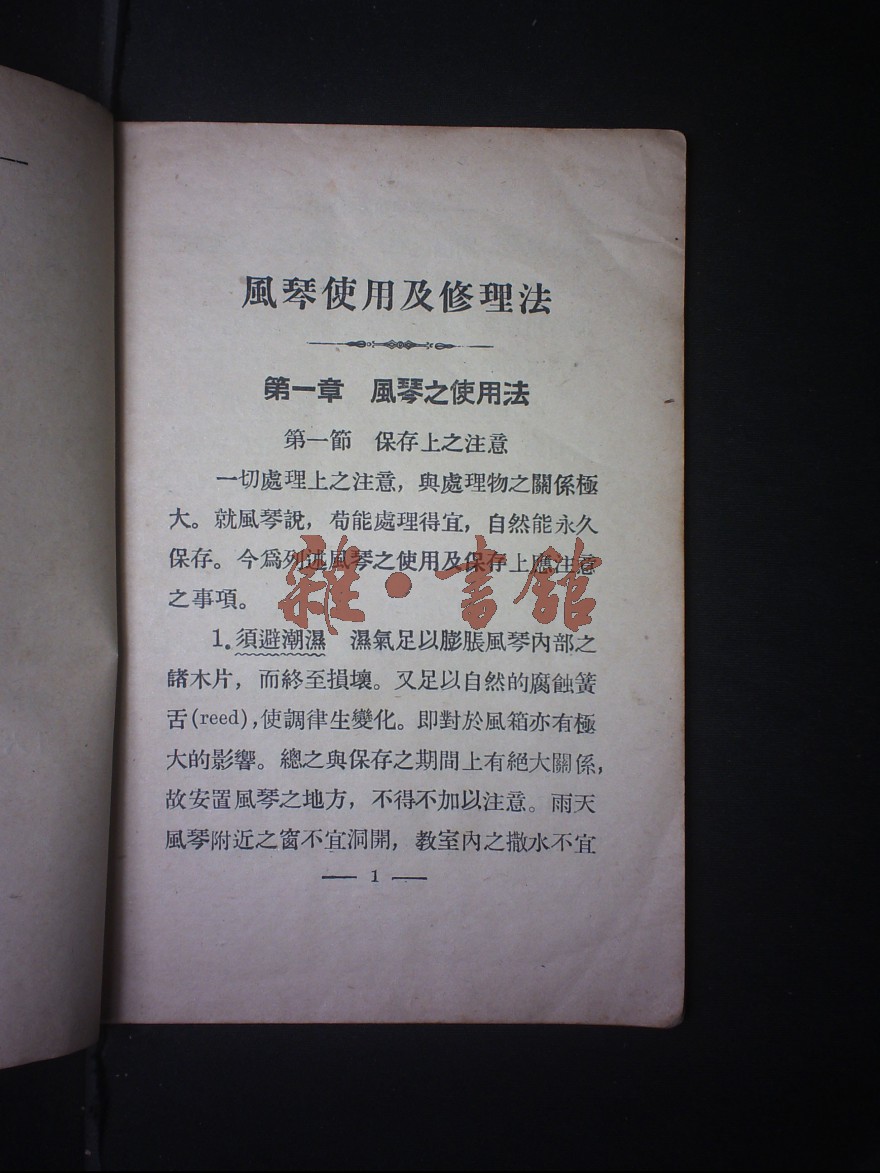 風琴使用及修理法
第一章　風琴之使用法
第一節　保存上之注意
一切處理上之注意，與處理物之關係極
大。就風琴說，苟能處理得宜，自然能永久
保存。今爲列述風琴之使用及保存上應注意
之事項。
雜·書館
1. 須避潮濕　濕氣足以膨脹風琴內部之
諸木片，而終至損壞。又足以自然的腐蝕簧
舌(reed)，使調律生變化。即對於風箱亦有極
大的影響。總之與保存之期間上有絕大關係，
故安置風琴之地方，不得不加以注意。雨天
風琴附近之窗不宜洞開，教室內之撒水不宜
— 1 —